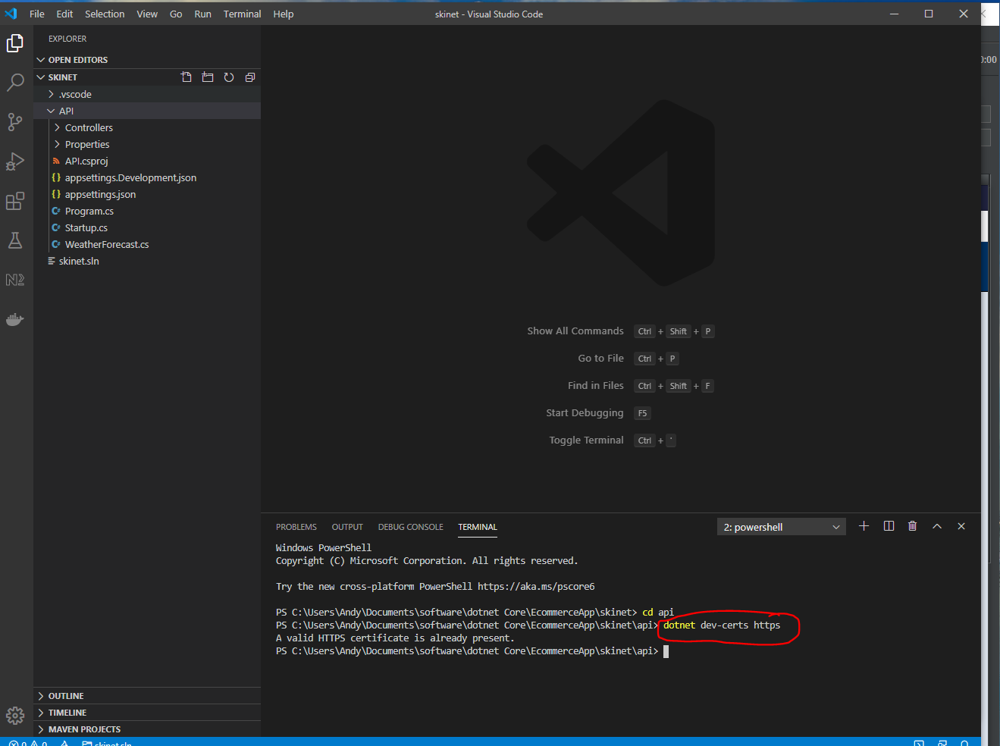 File Edit Selection View Go Run Terminal Help
skinet - Visual Studio Code
EXPLORER
OPEN EDITORS
SKINET
.vscode
API
Controllers
Properties
API.csproj
{} appsettings.Development.json
{} appsettings.json
C# Program.cs
C# Startup.cs
C# WeatherForecast.cs
skinet.sln
OUTLINE
TIMELINE
MAVEN PROJECTS
Show All Commands Ctrl + Shift + P
Go to File Ctrl + P
Find in Files Ctrl + Shift + F
Start Debugging F5
Toggle Terminal Ctrl + `
PROBLEMS OUTPUT DEBUG CONSOLE TERMINAL
2: powershell
Windows PowerShell
Copyright (C) Microsoft Corporation. All rights reserved.
Try the new cross-platform PowerShell https://aka.ms/pscore6
PS C:\Users\Andy\Documents\software\dotnet Core\EcommerceApp\skinet> cd api
PS C:\Users\Andy\Documents\software\dotnet Core\EcommerceApp\skinet\api> dotnet dev-certs https
A valid HTTPS certificate is already present.
PS C:\Users\Andy\Documents\software\dotnet Core\EcommerceApp\skinet\api>
0 0 skinet.sln
:00